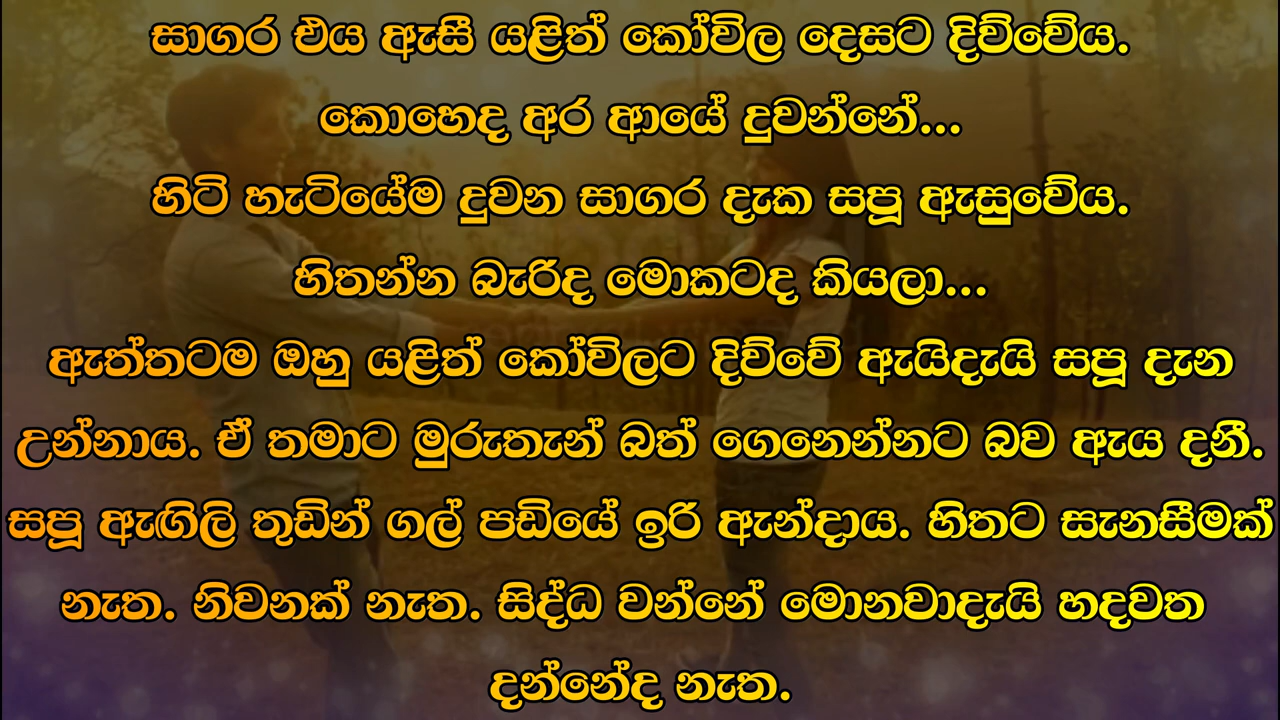 සාගර එය ඇසී යළිත් කෝවිල දෙසට දිව්වේය.
කොහෙද අර ආයේ දුවන්නේ...
හිටි හැටියේම දුවන සාගර දැක සපූ ඇසුවේය.
හිතන්න බැරිද මොකටද කියලා...
ඇත්තටම ඔහු යළිත් කෝවිලට දිව්වේ ඇයිදැයි සපූ දැන
උන්නාය. ඒ තමාට මුරුතැන් බත් ගෙනෙන්නට බව ඇය දනී.
සපූ ඇඟිලි තුඩින් ගල් පඩියේ ඉරි ඇන්දාය. හිතට සැනසීමක්
නැත. නිවනක් නැත. සිද්ධ වන්නේ මොනවාදැයි හදවත
දන්නේද නැත.